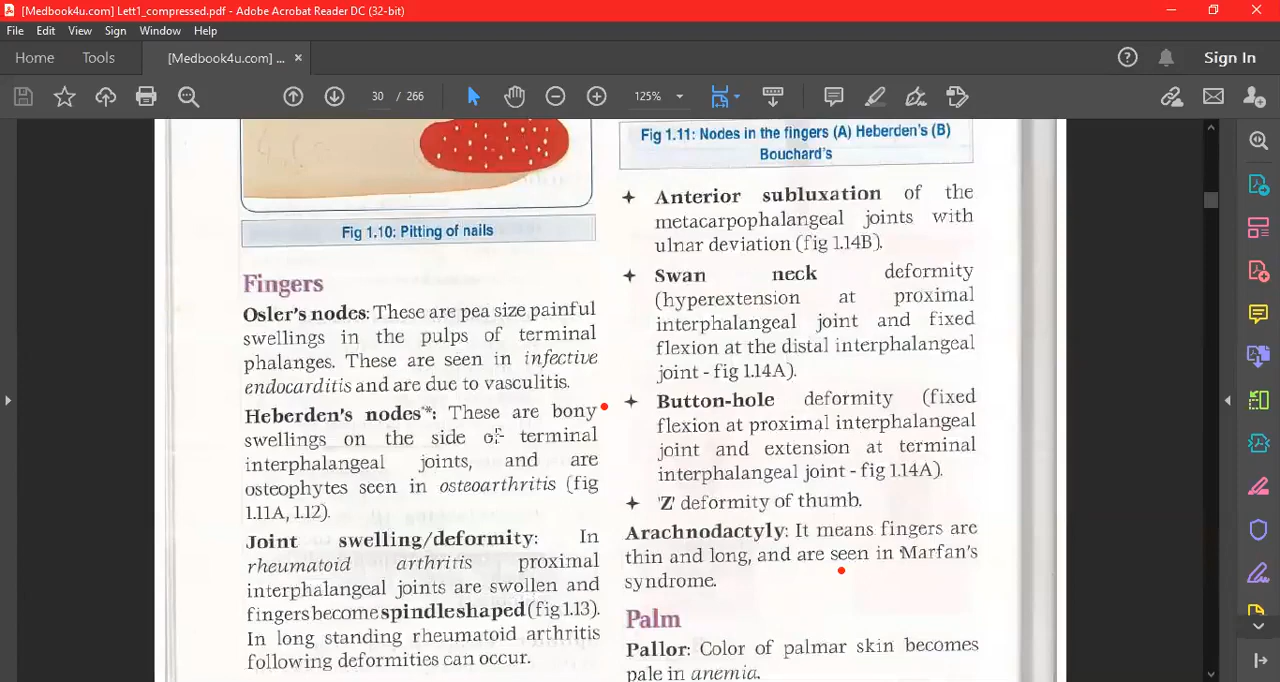 [Medbook4u.com] Lett1_compressed.pdf - Adobe Acrobat Reader DC (32-bit)
File Edit View Sign Window Help
Home Tools [Medbook4u.com] ... × Sign In
30 / 266 125%
Fig 1.10: Pitting of nails
Fingers
Osler's nodes: These are pea size painful
swellings in the pulps of terminal
phalanges. These are seen in infective
endocarditis and are due to vasculitis.
Heberden's nodes**: These are bony
swellings on the side of terminal
interphalangeal joints, and are
osteophytes seen in osteoarthritis (fig
1.11A, 1.12).
Joint swelling/deformity: In
rheumatoid arthritis proximal
interphalangeal joints are swollen and
fingers become spindle shaped (fig 1.13).
In long standing rheumatoid arthritis
following deformities can occur.
Fig 1.11: Nodes in the fingers (A) Heberden's (B)
Bouchard's
Anterior subluxation of the
metacarpophalangeal joints with
ulnar deviation (fig 1.14B).
Swan neck deformity
(hyperextension at proximal
interphalangeal joint and fixed
flexion at the distal interphalangeal
joint - fig 1.14A).
Button-hole deformity (fixed
flexion at proximal interphalangeal
joint and extension at terminal
interphalangeal joint - fig 1.14A).
'Z' deformity of thumb.
Arachnodactyly: It means fingers are
thin and long, and are seen in Marfan's
syndrome.
Palm
Pallor: Color of palmar skin becomes
pale in anemia.